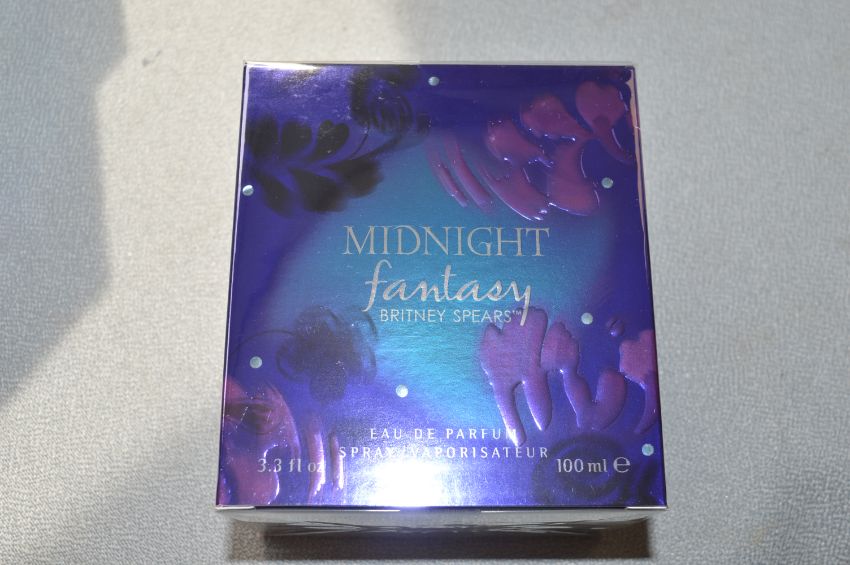 MIDNIGHT
fantasy
BRITNEY SPEARS™
EAU DE PARFUM
SPRAY/VAPORISATEUR
3.3 fl oz 100 ml ℮